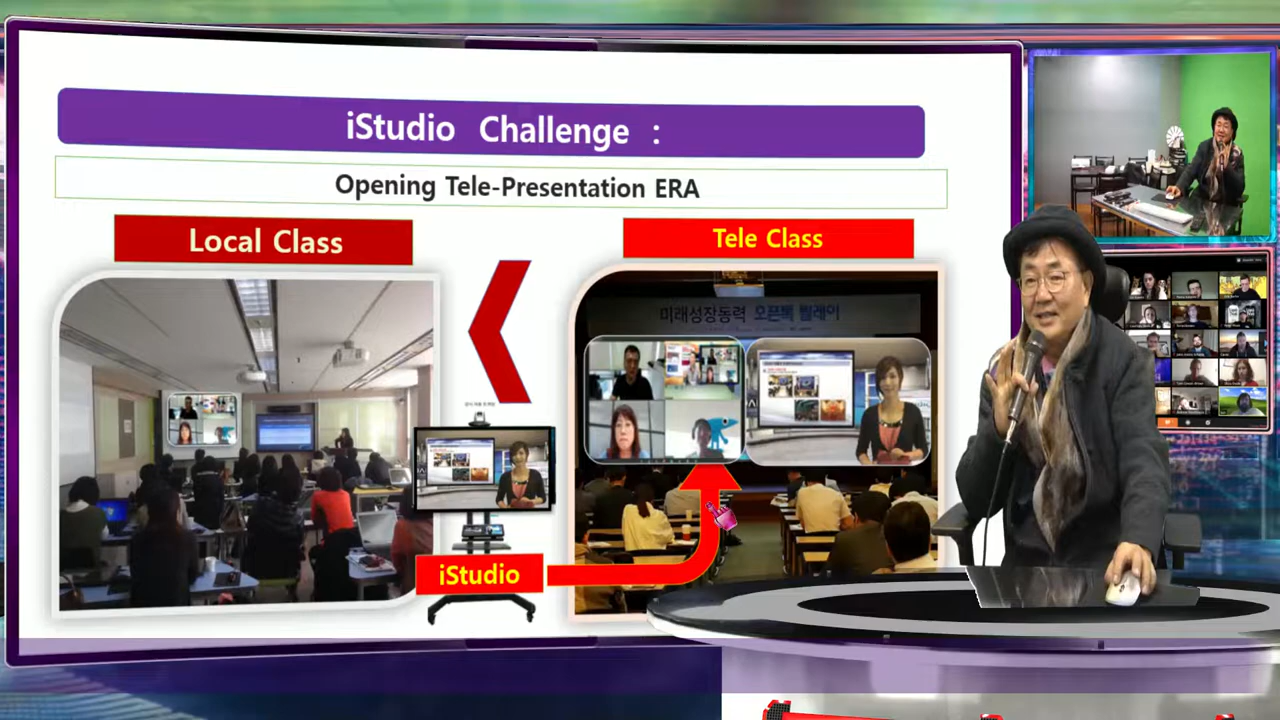 iStudio Challenge :
Opening Tele-Presentation ERA
Local Class
Tele Class
미래성장동력 오픈톡 릴레이
iStudio